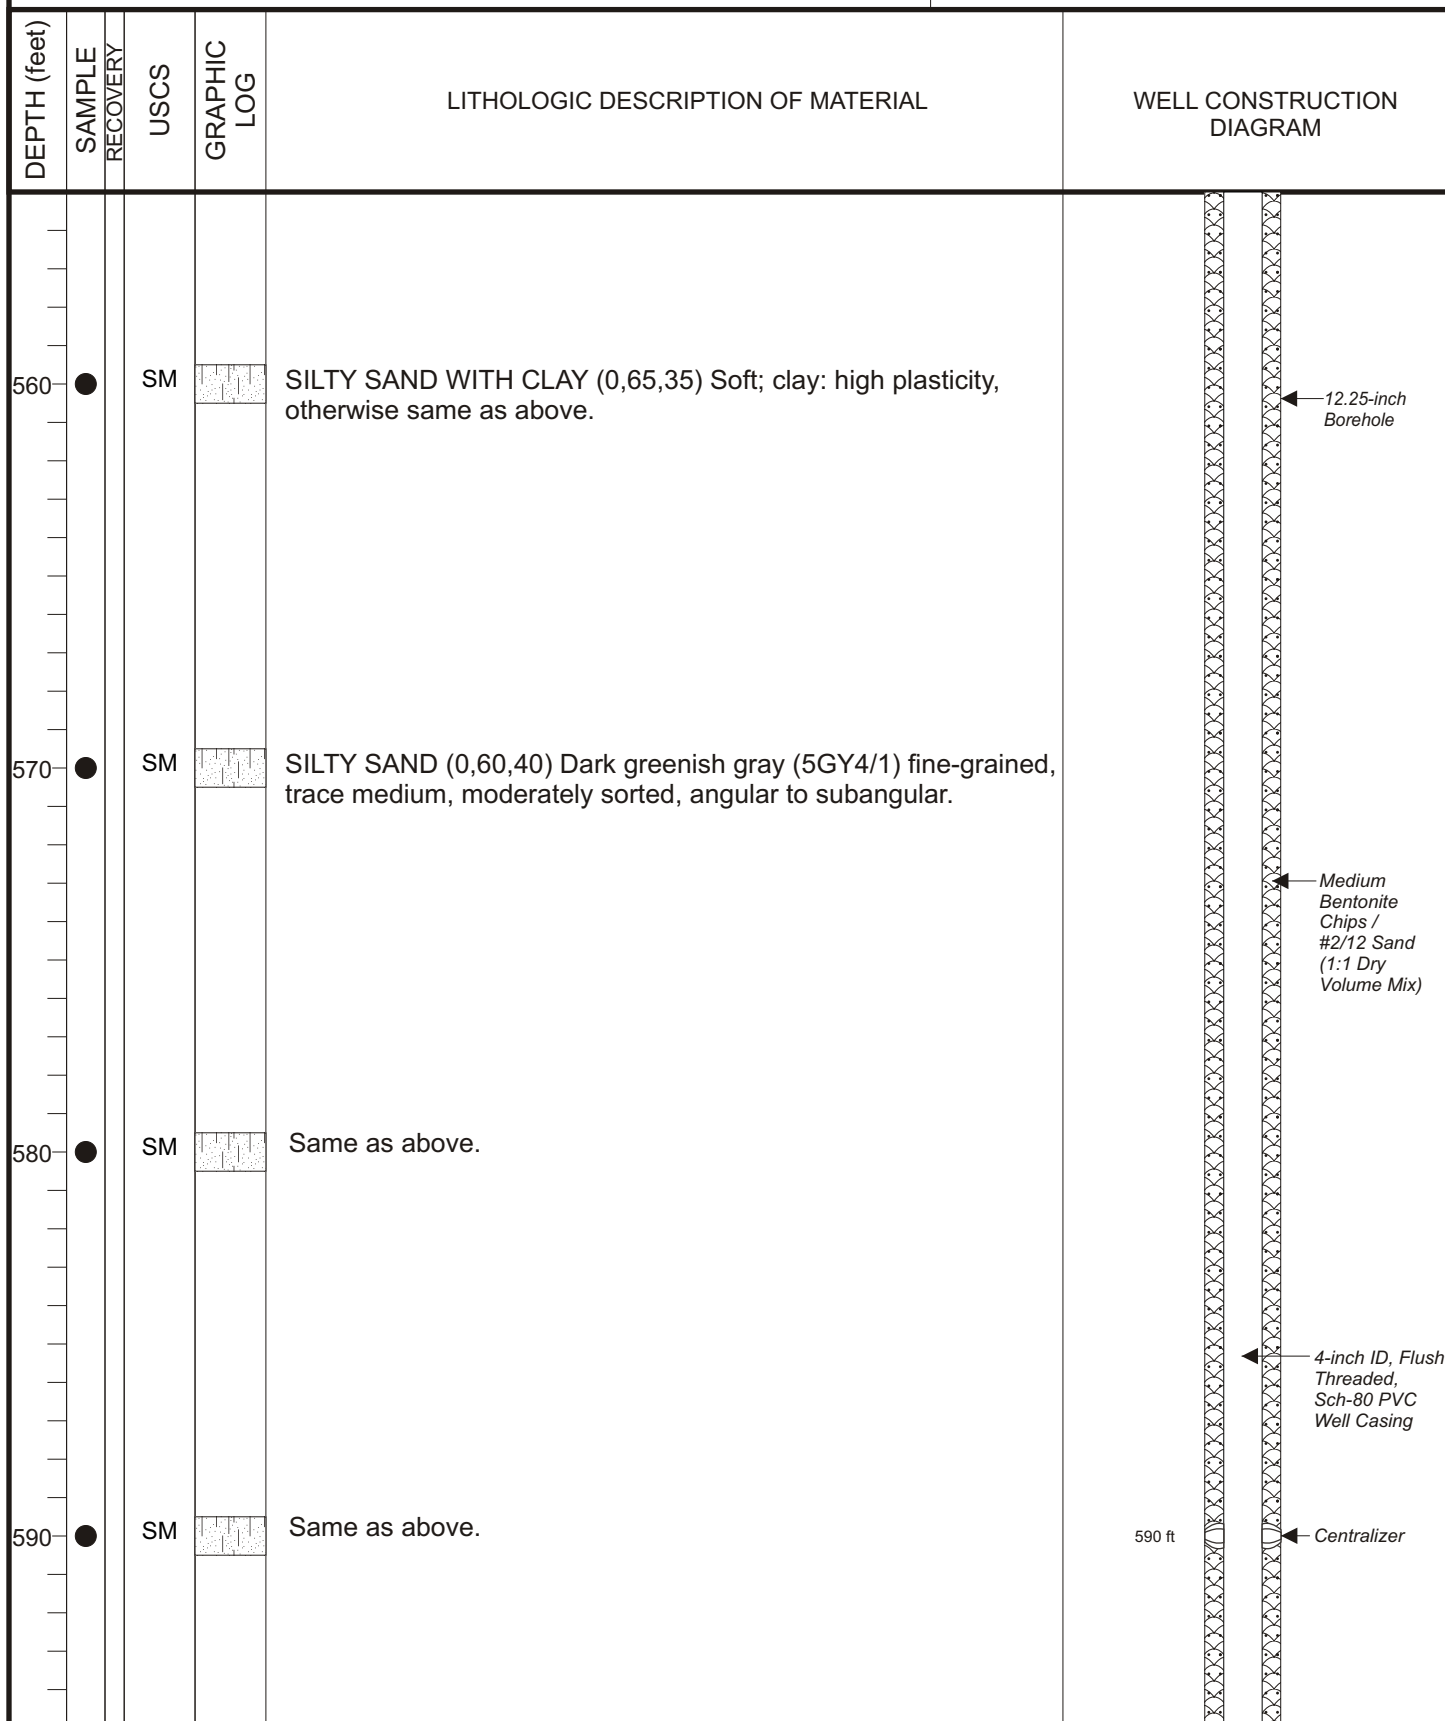 DEPTH (feet)
SAMPLE
RECOVERY
USCS
GRAPHIC
LOG
LITHOLOGIC DESCRIPTION OF MATERIAL
WELL CONSTRUCTION
DIAGRAM
560
SM
SILTY SAND WITH CLAY (0,65,35) Soft; clay: high plasticity,
otherwise same as above.
12.25-inch
Borehole
570
SM
SILTY SAND (0,60,40) Dark greenish gray (5GY4/1) fine-grained,
trace medium, moderately sorted, angular to subangular.
Medium
Bentonite
Chips /
#2/12 Sand
(1:1 Dry
Volume Mix)
580
SM
Same as above.
4-inch ID, Flush
Threaded,
Sch-80 PVC
Well Casing
590
SM
Same as above.
590 ft
Centralizer